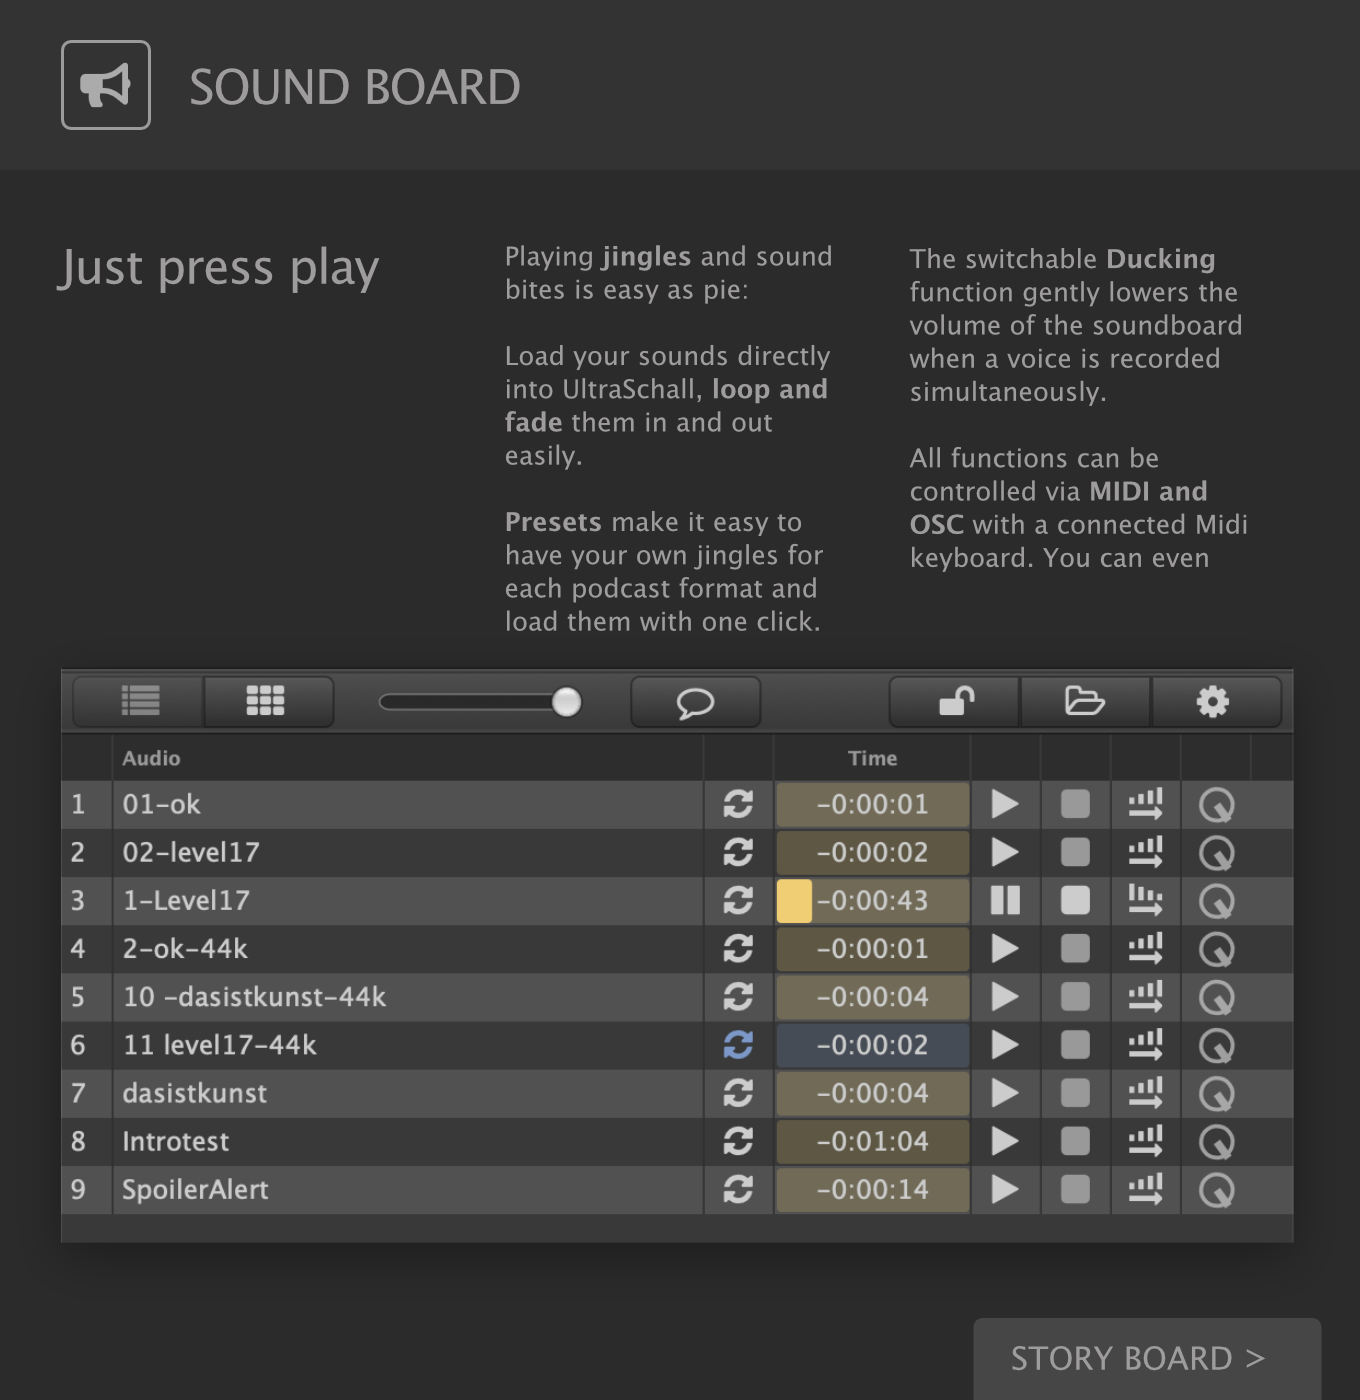 SOUND BOARD
Just press play
Playing jingles and sound
bites is easy as pie:
Load your sounds directly
into UltraSchall, loop and
fade them in and out
easily.
Presets make it easy to
have your own jingles for
each podcast format and
load them with one click.
The switchable Ducking
function gently lowers the
volume of the soundboard
when a voice is recorded
simultaneously.
All functions can be
controlled via MIDI and
OSC with a connected Midi
keyboard. You can even
Audio Time
1 01-ok -0:00:01
2 02-level17 -0:00:02
3 1-Level17 -0:00:43
4 2-ok-44k -0:00:01
5 10 -dasistkunst-44k -0:00:04
6 11 level17-44k -0:00:02
7 dasistkunst -0:00:04
8 Introtest -0:01:04
9 SpoilerAlert -0:00:14
STORY BOARD >